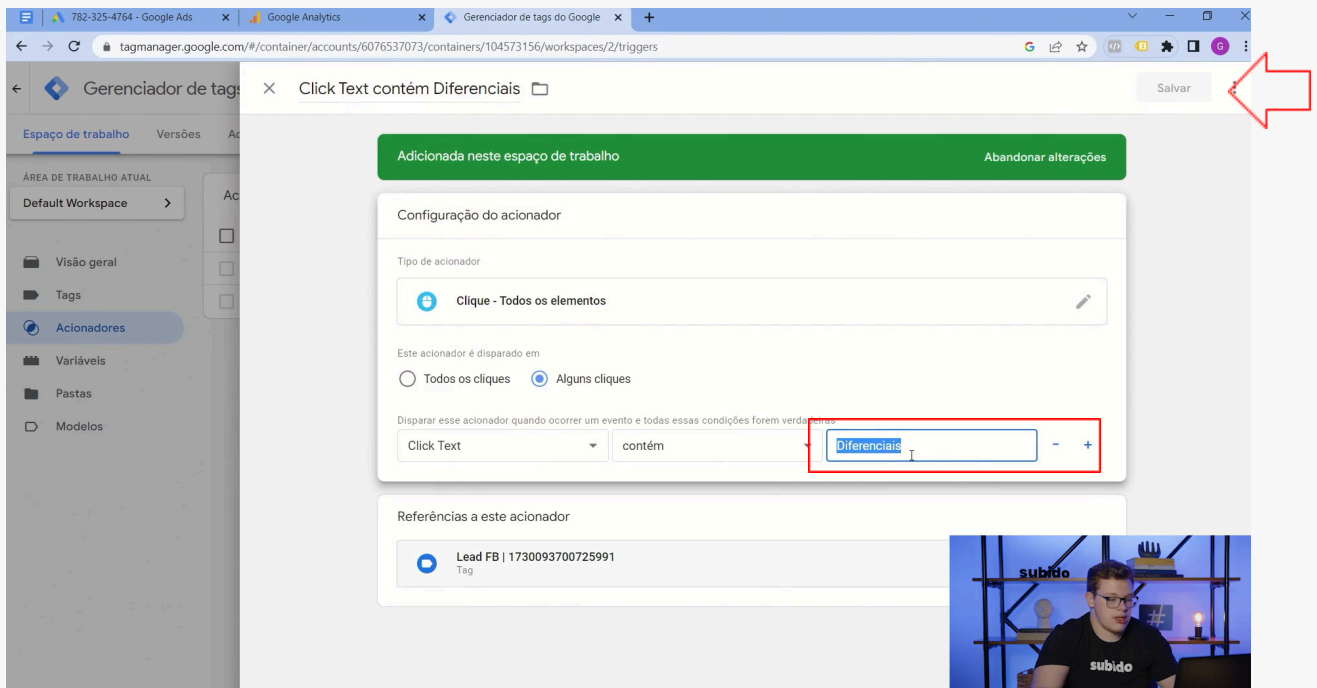 782-325-4764 - Google Ads
Google Analytics
Gerenciador de tags do Google
tagmanager.google.com/#/container/accounts/6076537073/containers/104573156/workspaces/2/triggers
G
Gerenciador de tags
Click Text contém Diferenciais
Salvar
Espaço de trabalho
Versões
Adicionada neste espaço de trabalho
Abandonar alterações
ÁREA DE TRABALHO ATUAL
Default Workspace
Ac
Configuração do acionador
Tipo de acionador
Visão geral
Tags
Clique - Todos os elementos
Acionadores
Variáveis
Este acionador é disparado em
Todos os cliques
Alguns cliques
Pastas
Modelos
Disparar esse acionador quando ocorrer um evento e todas essas condições forem verdadeiras
Click Text
contém
Diferenciais
Referências a este acionador
Lead FB | 1730093700725991
Tag
subido
#
subido